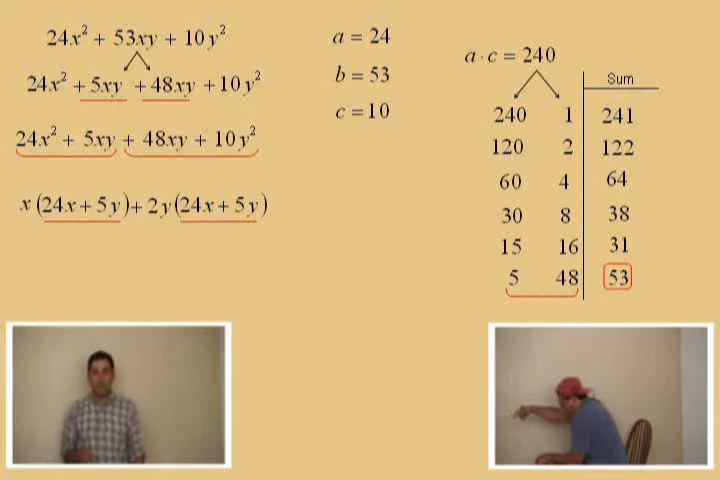 24x² + 53xy + 10y²
24x² + 5xy + 48xy + 10y²
24x² + 5xy + 48xy + 10y²
x(24x + 5y) + 2y(24x + 5y)
a = 24
b = 53
c = 10
a · c = 240
Sum
240 1 241
120 2 122
60 4 64
30 8 38
15 16 31
5 48 53